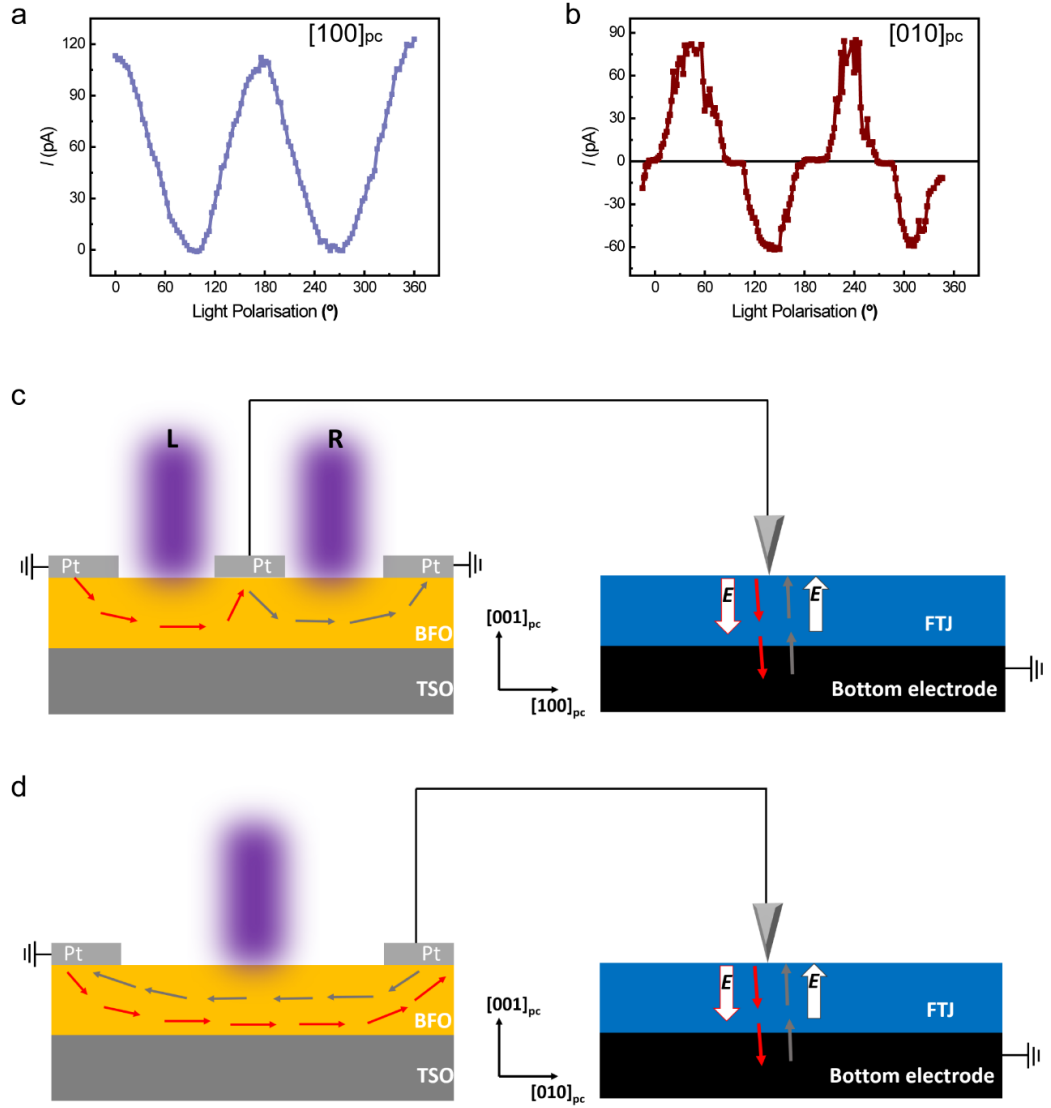 a
[100]pc
I (pA)
120
90
60
30
0
0 60 120 180 240 300 360
Light Polarisation (º)
b
[010]pc
I (pA)
90
60
30
0
-30
-60
0 60 120 180 240 300 360
Light Polarisation (º)
c
L R
Pt Pt Pt
BFO
TSO
[001]pc
[100]pc
E E
FTJ
Bottom electrode
d
Pt Pt
BFO
TSO
[001]pc
[010]pc
E E
FTJ
Bottom electrode